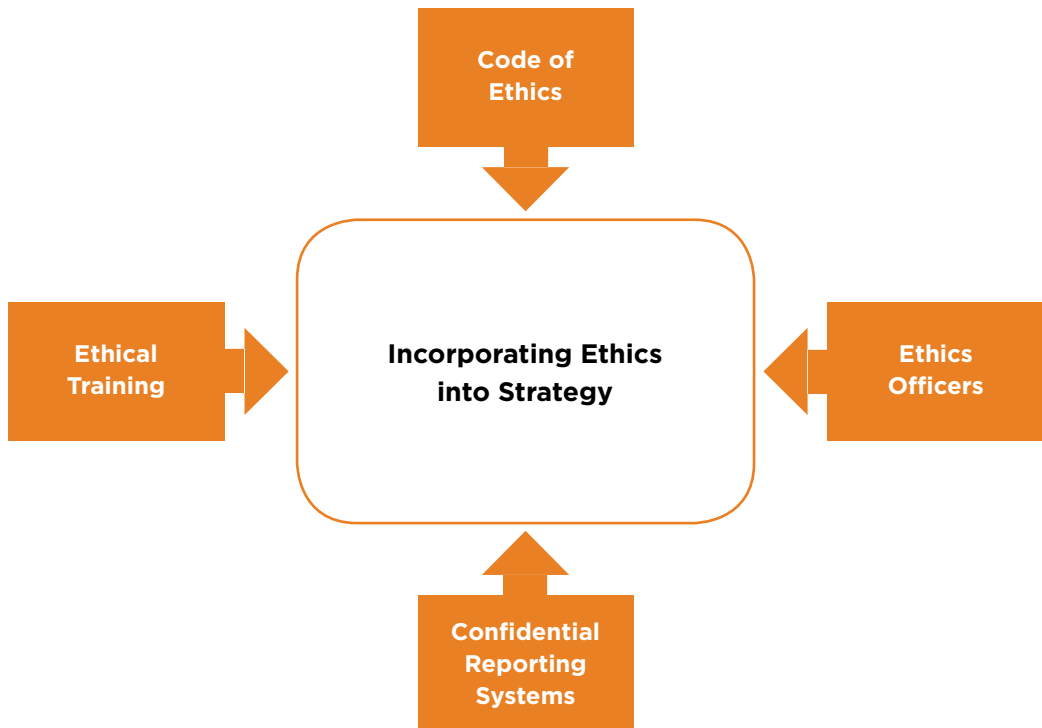 Code of
Ethics
Ethical
Training
Incorporating Ethics
into Strategy
Ethics
Officers
Confidential
Reporting
Systems